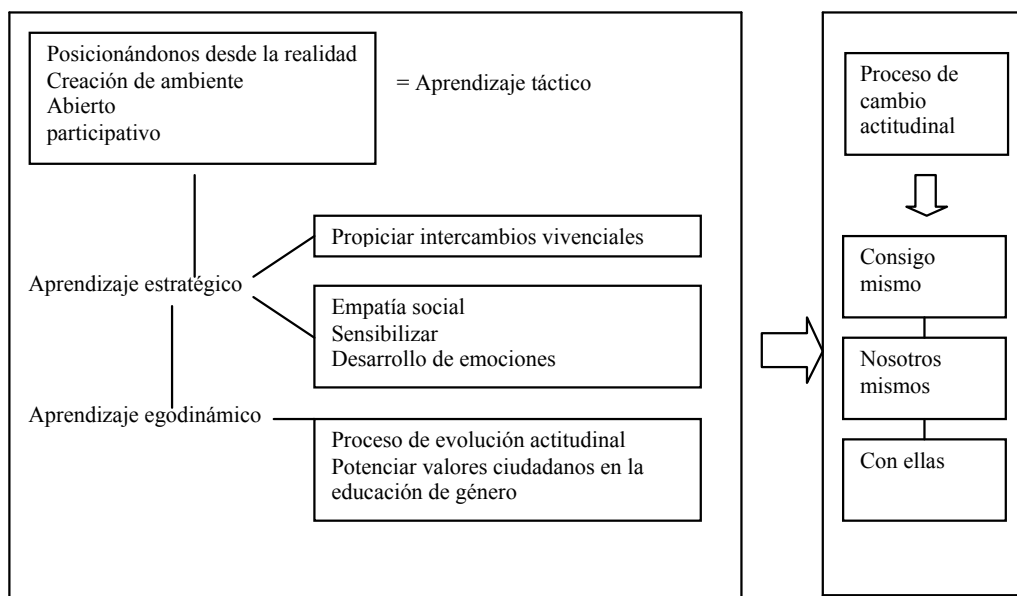 Posicionándonos desde la realidad
Creación de ambiente
Abierto
participativo
= Aprendizaje táctico
Propiciar intercambios vivenciales
Aprendizaje estratégico
Empatía social
Sensibilizar
Desarrollo de emociones
Aprendizaje egodinámico
Proceso de evolución actitudinal
Potenciar valores ciudadanos en la
educación de género
Proceso de
cambio
actitudinal
Consigo
mismo
Nosotros
mismos
Con ellas